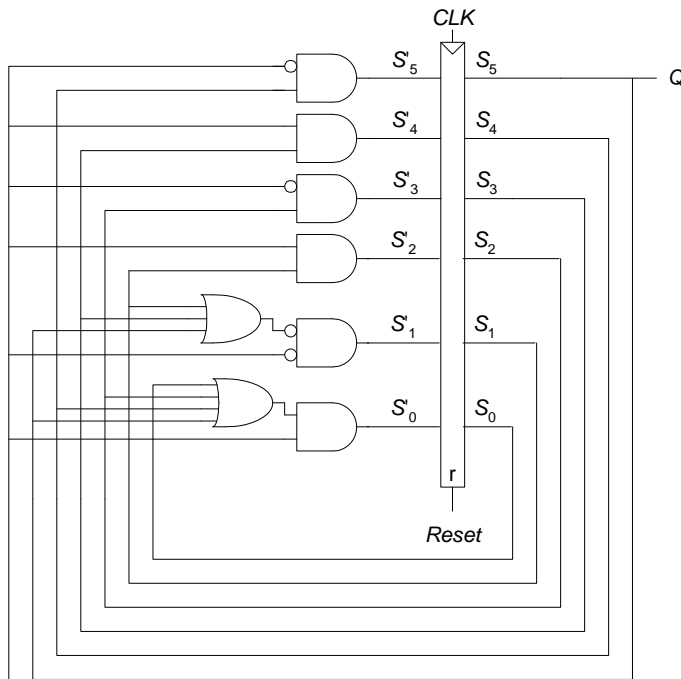 CLK
S'5 S5 Q
S'4 S4
S'3 S3
S'2 S2
S'1 S1
S'0 S0
r
Reset